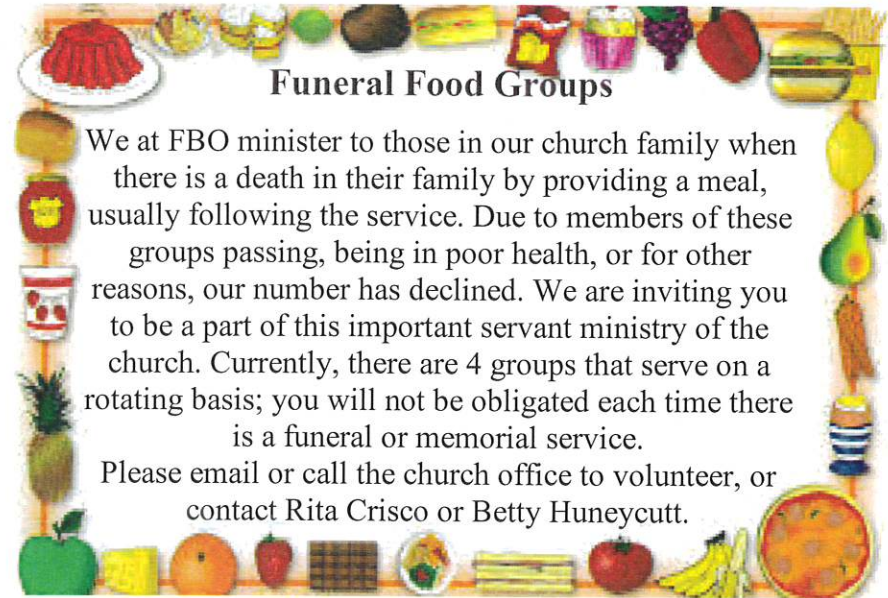 Funeral Food Groups
We at FBO minister to those in our church family when
there is a death in their family by providing a meal,
usually following the service. Due to members of these
groups passing, being in poor health, or for other
reasons, our number has declined. We are inviting you
to be a part of this important servant ministry of the
church. Currently, there are 4 groups that serve on a
rotating basis; you will not be obligated each time there
is a funeral or memorial service.
Please email or call the church office to volunteer, or
contact Rita Crisco or Betty Huneycutt.